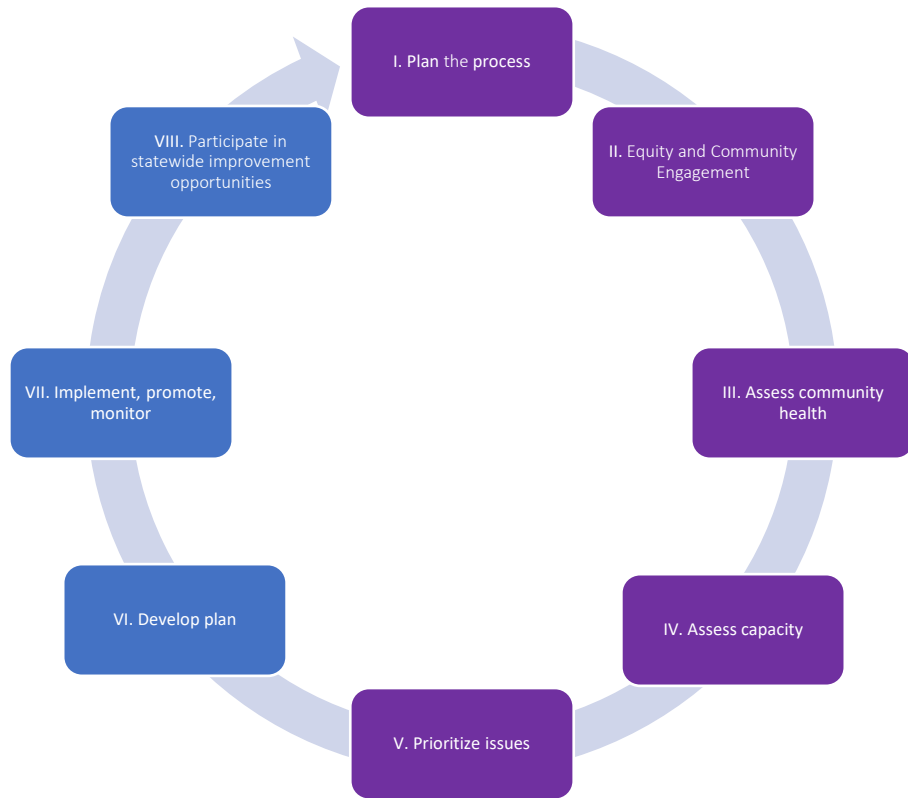 I. Plan the process
II. Equity and Community
Engagement
III. Assess community
health
IV. Assess capacity
V. Prioritize issues
VI. Develop plan
VII. Implement, promote,
monitor
VIII. Participate in
statewide improvement
opportunities